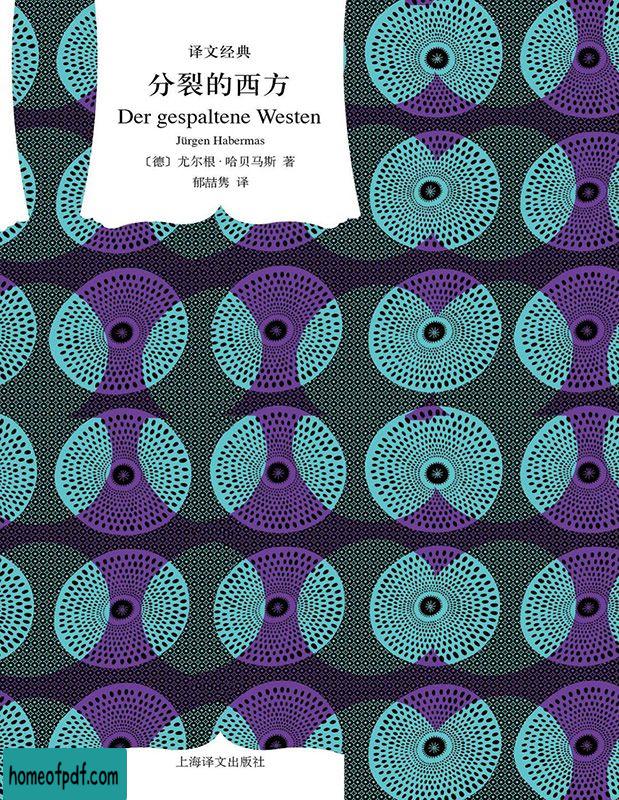 译文经典
分裂的西方
Der gespaltene Westen
Jürgen Habermas
〔德〕尤尔根·哈贝马斯 著
郁喆隽 译
上海译文出版社
homeofpdf.com